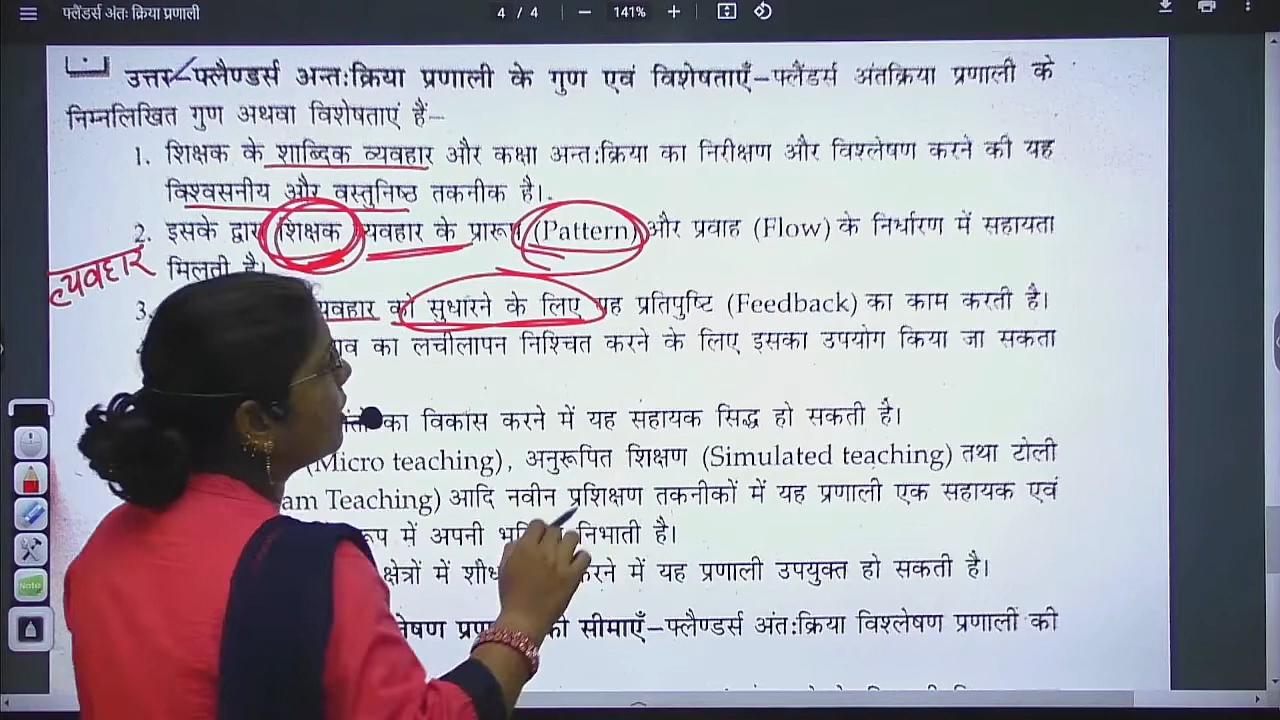 फ्लैंडर्स अंतः क्रिया प्रणाली
4 / 4 141%
उत्तर-फ्लैण्डर्स अन्तःक्रिया प्रणाली के गुण एवं विशेषताएँ-फ्लैंडर्स अंतक्रिया प्रणाली के
निम्नलिखित गुण अथवा विशेषताएं हैं—
1. शिक्षक के शाब्दिक व्यवहार और कक्षा अन्तःक्रिया का निरीक्षण और विश्लेषण करने की यह
विश्वसनीय और वस्तुनिष्ठ तकनीक है।
2. इसके द्वारा शिक्षक व्यवहार के प्रारूप (Pattern) और प्रवाह (Flow) के निर्धारण में सहायता
व्यवहार मिलती है।
3. व्यवहार को सुधारने के लिए यह प्रतिपुष्टि (Feedback) का काम करती है।
का लचीलापन निश्चित करने के लिए इसका उपयोग किया जा सकता
का विकास करने में यह सहायक सिद्ध हो सकती है।
(Micro teaching), अनुरूपित शिक्षण (Simulated teaching) तथा टोली
am Teaching) आदि नवीन प्रशिक्षण तकनीकों में यह प्रणाली एक सहायक एवं
में अपनी निभाती है।
क्षेत्रों में करने में यह प्रणाली उपयुक्त हो सकती है।
की सीमाएँ-फ्लैण्डर्स अंतःक्रिया विश्लेषण प्रणाली की
Note